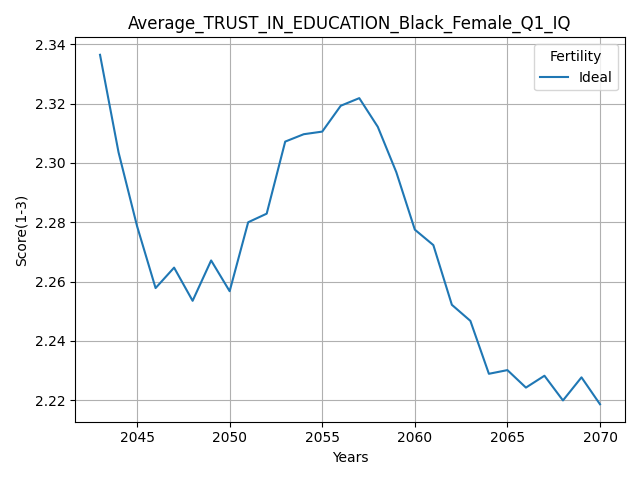 Average_TRUST_IN_EDUCATION_Black_Female_Q1_IQ
Fertility
Ideal
Score(1-3)
2.34
2.32
2.30
2.28
2.26
2.24
2.22
2045 2050 2055 2060 2065 2070
Years